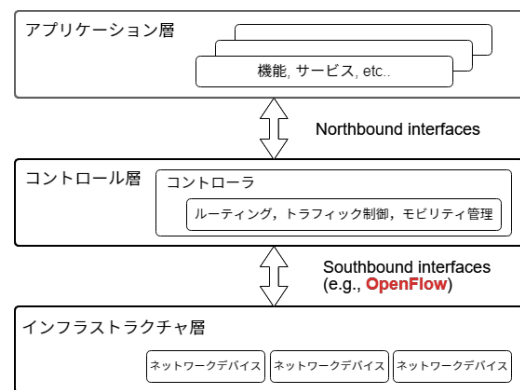 アプリケーション層
機能, サービス, etc..
Northbound interfaces
コントロール層
コントローラ
ルーティング，トラフィック制御，モビリティ管理
Southbound interfaces
(e.g., OpenFlow)
インフラストラクチャ層
ネットワークデバイス ネットワークデバイス ネットワークデバイス